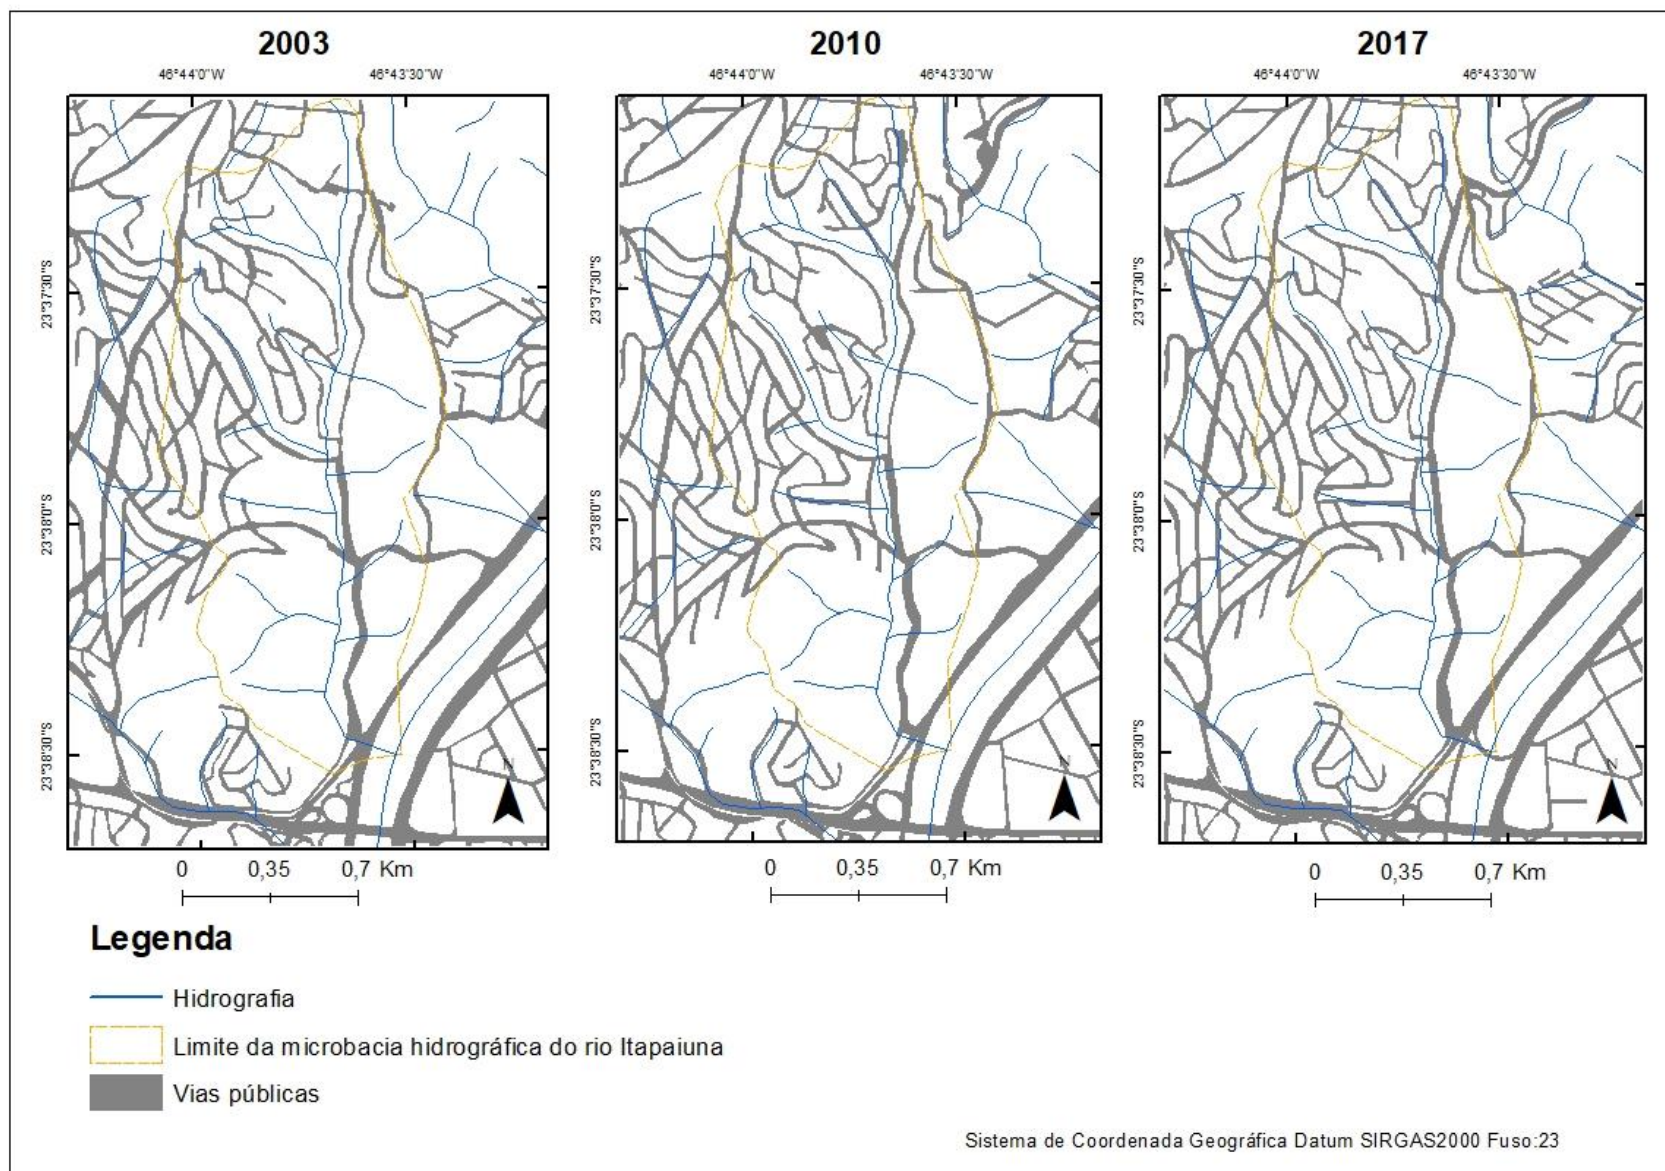 2003
2010
2017
46°44'0"W
46°43'30"W
46°44'0"W
46°43'30"W
46°44'0"W
46°43'30"W
23°37'30"S
23°38'0"S
23°38'30"S
23°37'30"S
23°38'0"S
23°38'30"S
23°37'30"S
23°38'0"S
23°38'30"S
N
N
N
0 0,35 0,7 Km
0 0,35 0,7 Km
0 0,35 0,7 Km
Legenda
Hidrografia
Limite da microbacia hidrográfica do rio Itapaiuna
Vias públicas
Sistema de Coordenada Geográfica Datum SIRGAS2000 Fuso:23